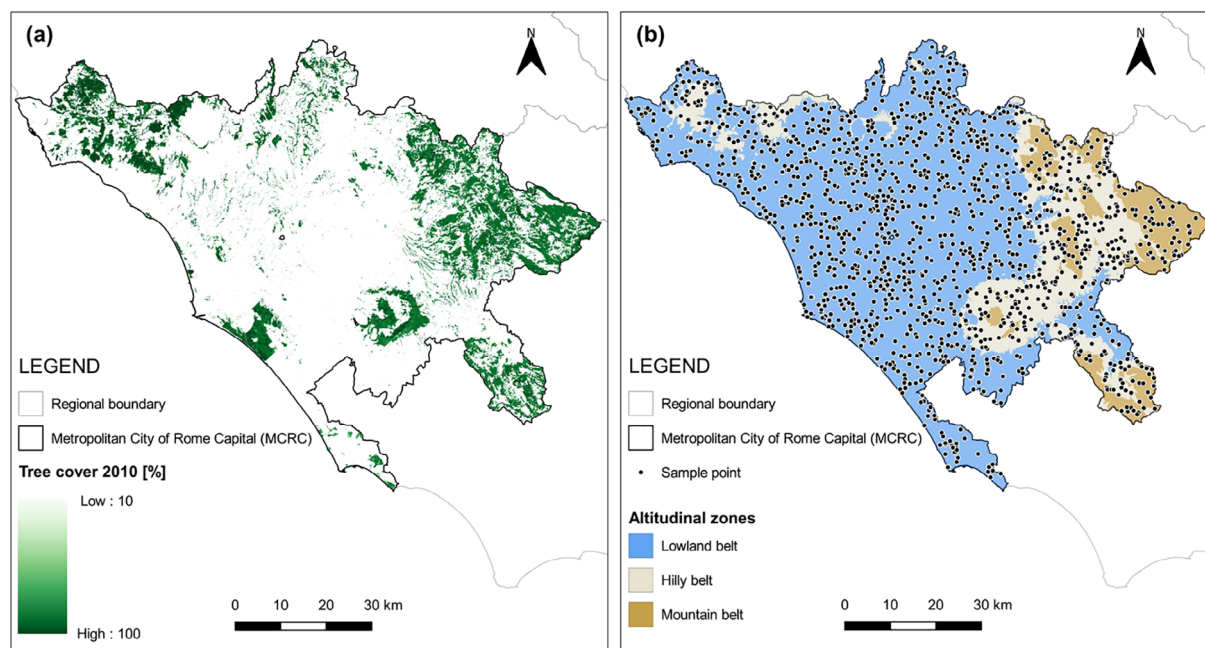 (a)
N
LEGEND
Regional boundary
Metropolitan City of Rome Capital (MCRC)
Tree cover 2010 [%]
Low : 10
High : 100
0 10 20 30 km
(b)
N
LEGEND
Regional boundary
Metropolitan City of Rome Capital (MCRC)
Sample point
Altitudinal zones
Lowland belt
Hilly belt
Mountain belt
0 10 20 30 km